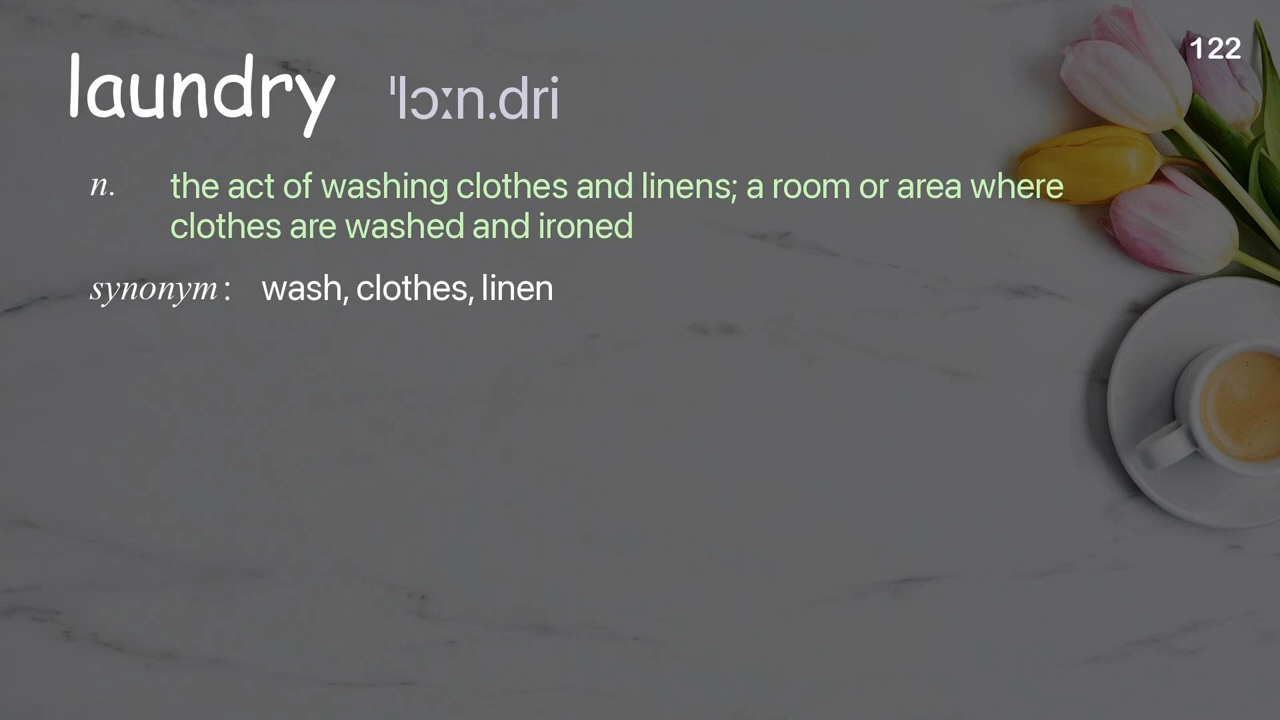 122
laundry ˈlɔːn.dri
n. the act of washing clothes and linens; a room or area where
clothes are washed and ironed
synonym: wash, clothes, linen